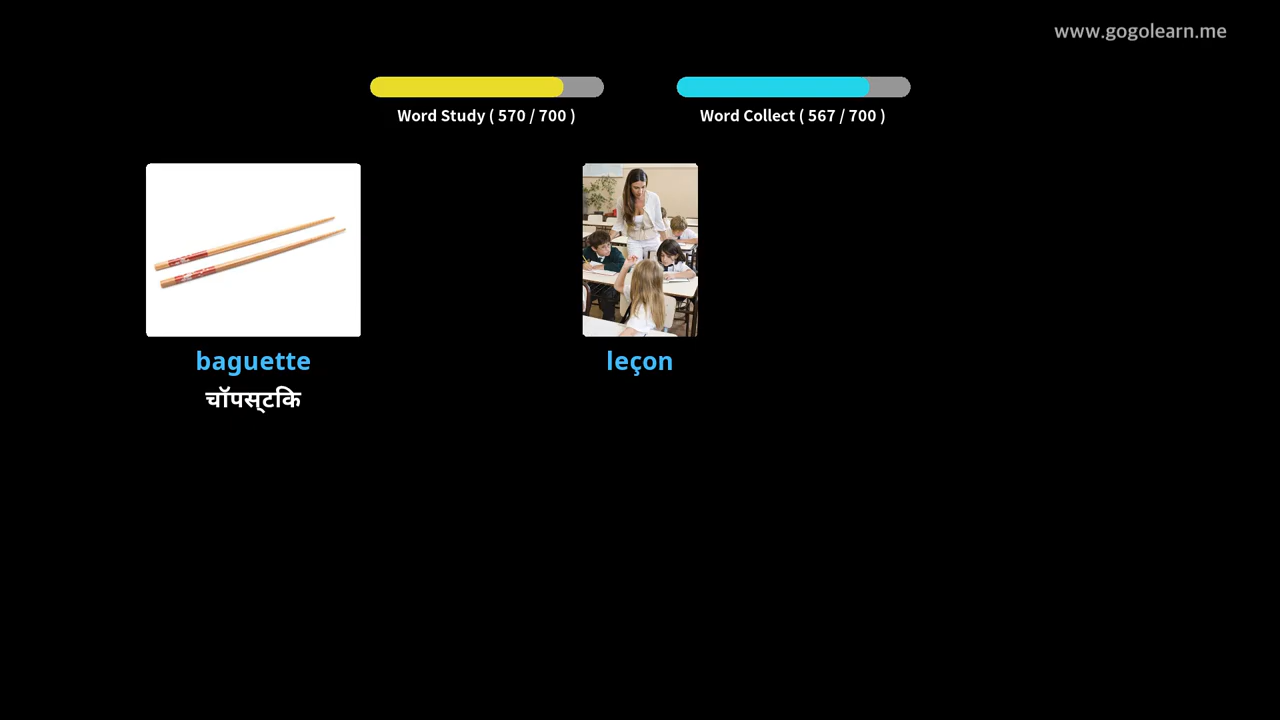 www.gogolearn.me
Word Study ( 570 / 700 )
Word Collect ( 567 / 700 )
baguette
leçon
चॉपस्टिक